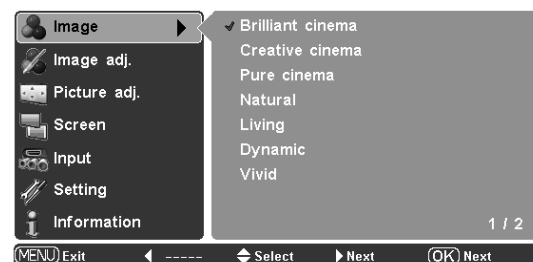 Image
Image adj.
Picture adj.
Screen
Input
Setting
Information
Brilliant cinema
Creative cinema
Pure cinema
Natural
Living
Dynamic
Vivid
1 / 2
MENU Exit ----- Select Next OK Next